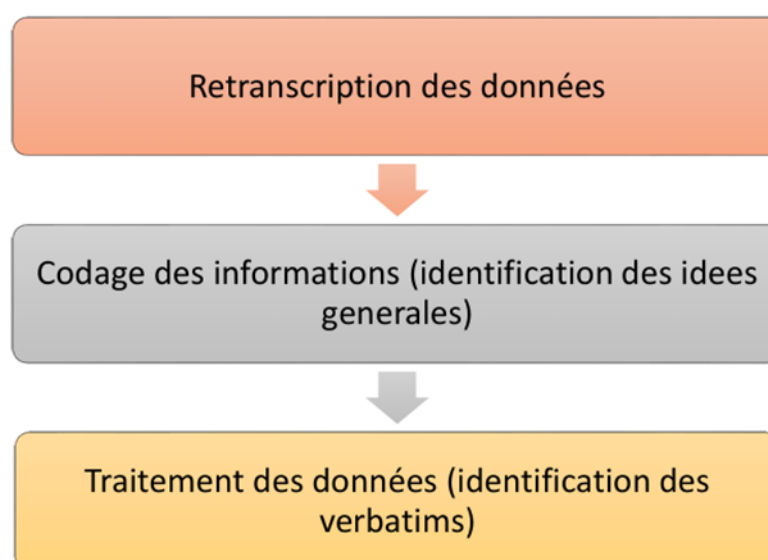 Retranscription des données
Codage des informations (identification des idees
generales)
Traitement des données (identification des
verbatims)